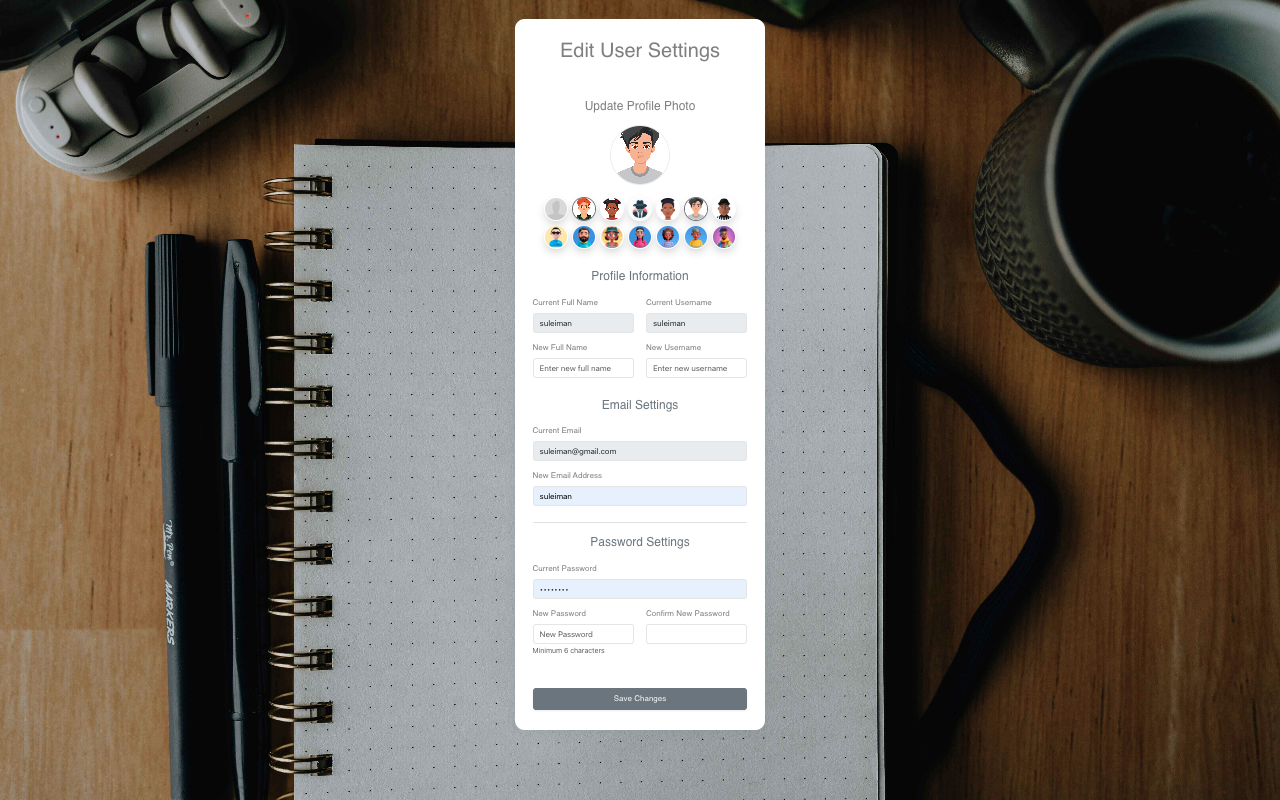 Edit User Settings
Update Profile Photo
Profile Information
Current Full Name Current Username
suleiman suleiman
New Full Name New Username
Enter new full name Enter new username
Email Settings
Current Email
suleiman@gmail.com
New Email Address
suleiman
Password Settings
Current Password
••••••••
New Password Confirm New Password
New Password
Minimum 6 characters
Save Changes
Mr. Pen®
MARKERS